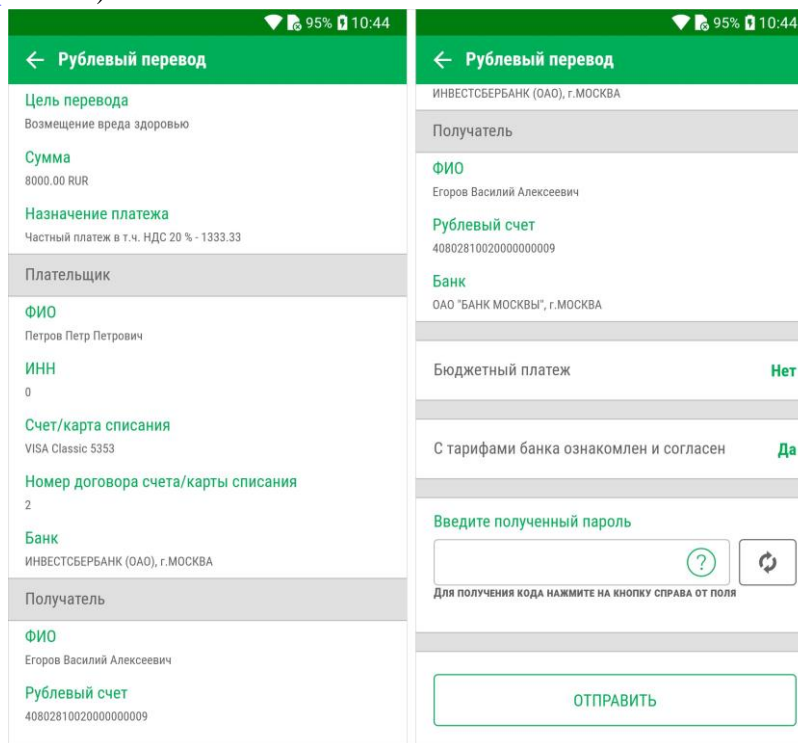 95% 10:44
Рублевый перевод
Цель перевода
Возмещение вреда здоровью
Сумма
8000.00 RUR
Назначение платежа
Частный платеж в т.ч. НДС 20 % - 1333.33
Плательщик
ФИО
Петров Петр Петрович
ИНН
0
Счет/карта списания
VISA Classic 5353
Номер договора счета/карты списания
2
Банк
ИНВЕСТСБЕРБАНК (ОАО), г.МОСКВА
Получатель
ФИО
Егоров Василий Алексеевич
Рублевый счет
40802810020000000009
95% 10:44
Рублевый перевод
ИНВЕСТСБЕРБАНК (ОАО), г.МОСКВА
Получатель
ФИО
Егоров Василий Алексеевич
Рублевый счет
40802810020000000009
Банк
ОАО "БАНК МОСКВЫ", г.МОСКВА
Бюджетный платеж Нет
С тарифами банка ознакомлен и согласен Да
Введите полученный пароль
?
Для получения кода нажмите на кнопку справа от поля
ОТПРАВИТЬ